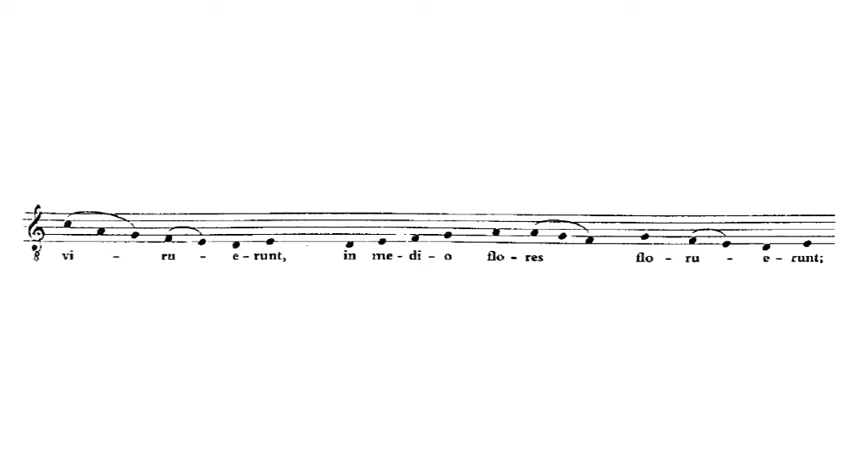 vi - ru - e-runt, in me-di-o flo-res flo-ru - e-runt;